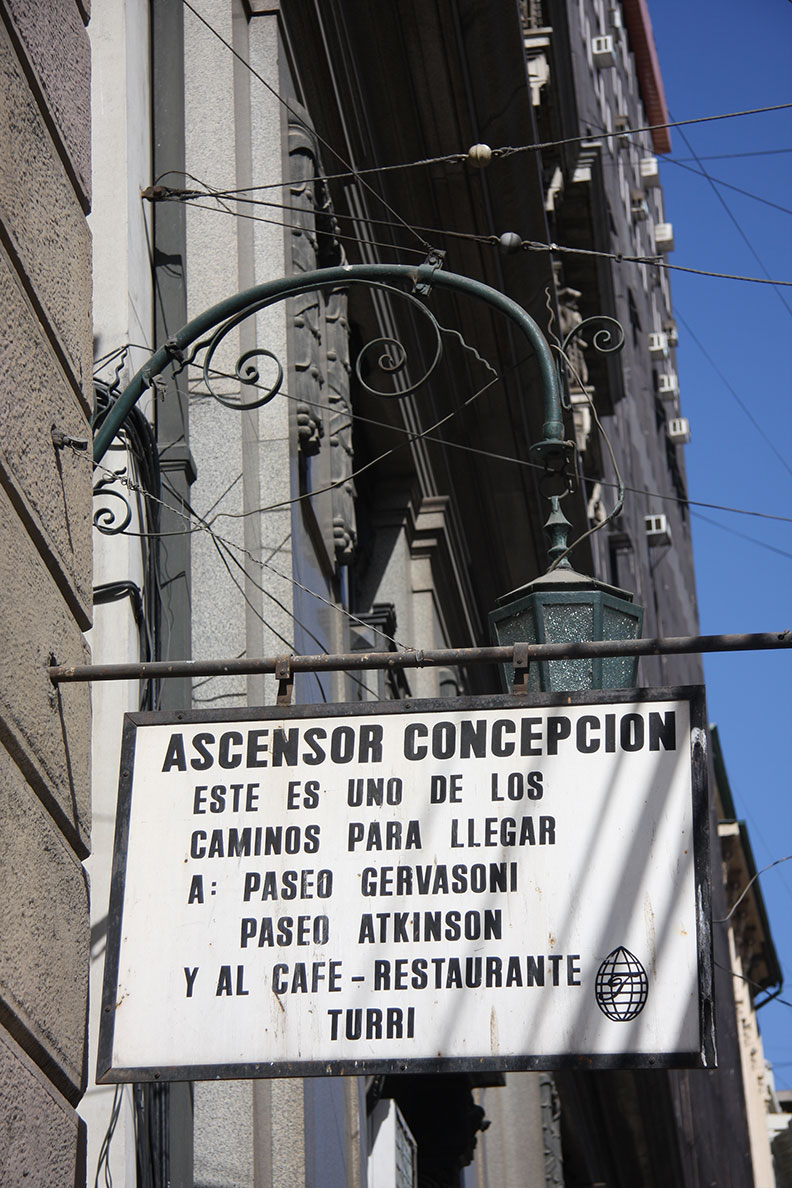 ASCENSOR CONCEPCION
ESTE ES UNO DE LOS
CAMINOS PARA LLEGAR
A: PASEO GERVASONI
PASEO ATKINSON
Y AL CAFE-RESTAURANTE
TURRI